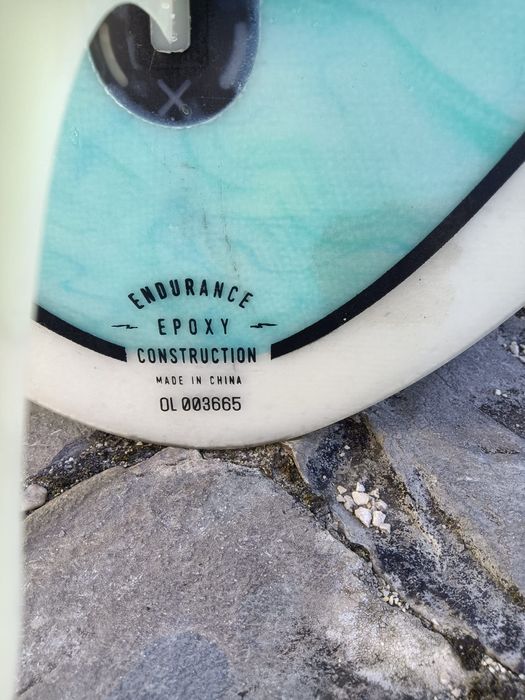 ENDURANCE
EPOXY
CONSTRUCTION
MADE IN CHINA
OL 003665